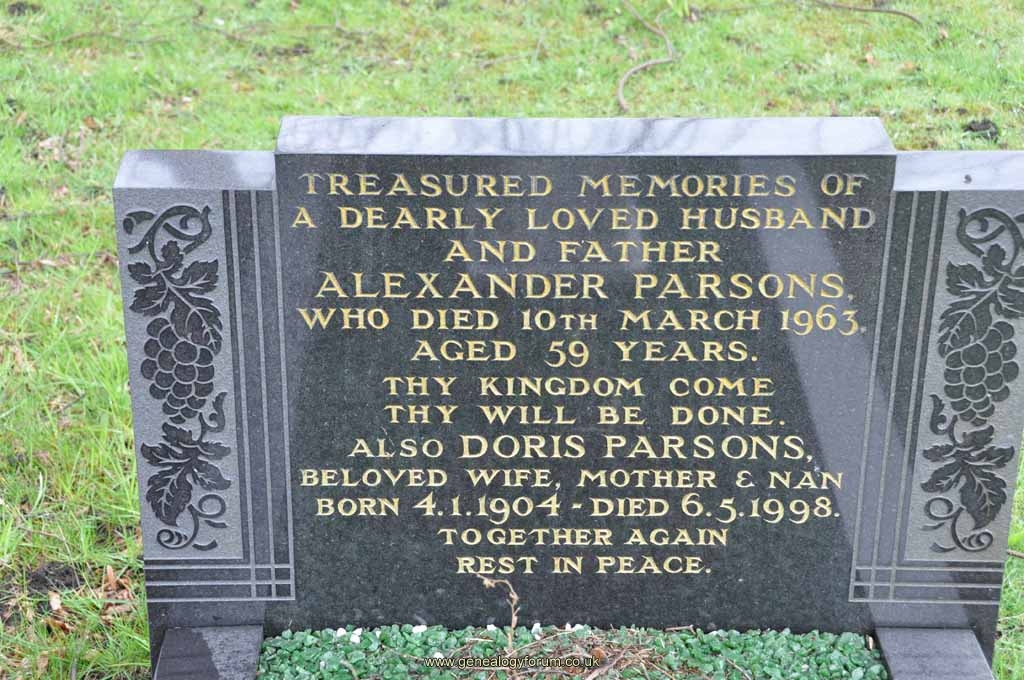 TREASURED MEMORIES OF
A DEARLY LOVED HUSBAND
AND FATHER
ALEXANDER PARSONS,
WHO DIED 10TH MARCH 1963,
AGED 59 YEARS.
THY KINGDOM COME
THY WILL BE DONE.
ALSO DORIS PARSONS,
BELOVED WIFE, MOTHER & NAN
BORN 4.1.1904 - DIED 6.5.1998.
TOGETHER AGAIN
REST IN PEACE.
www.genealogyforum.co.uk